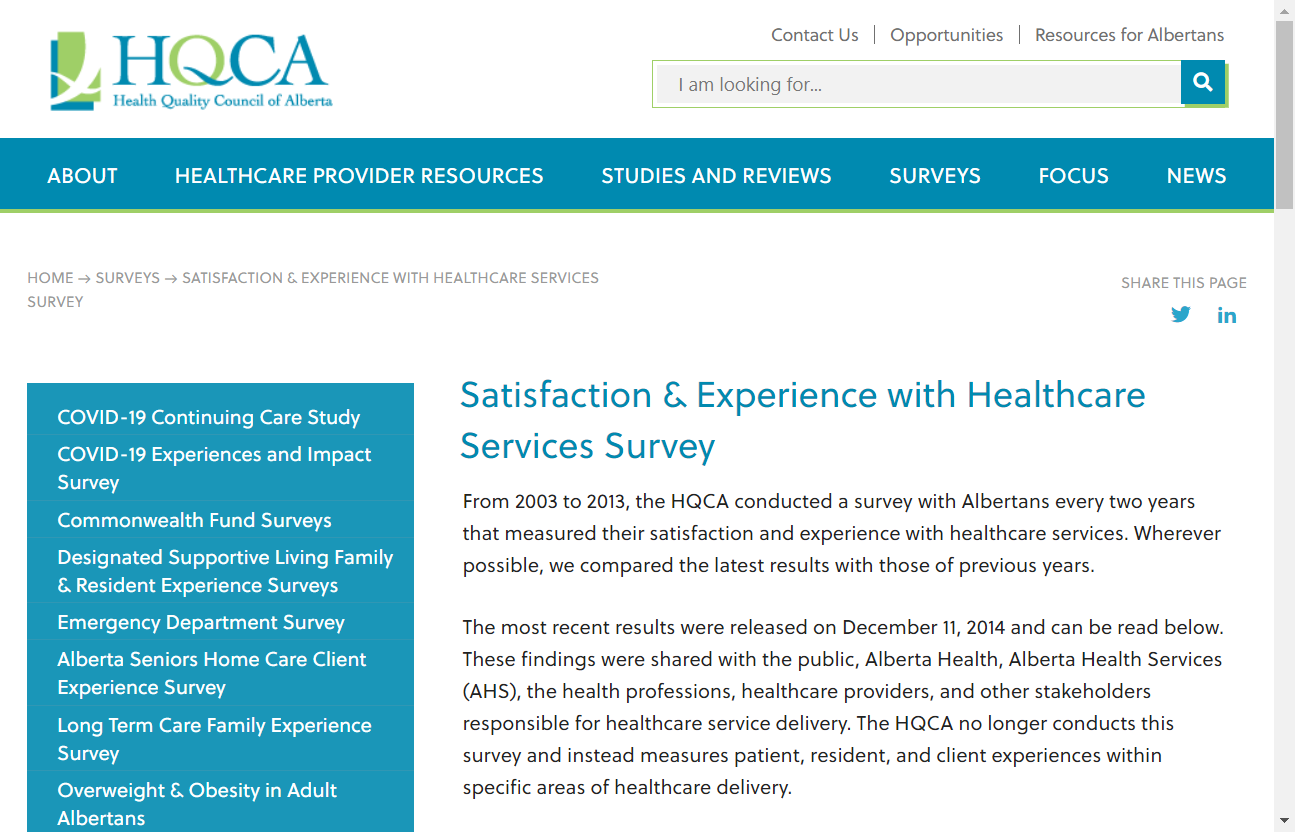 HQCA
Health Quality Council of Alberta
Contact Us | Opportunities | Resources for Albertans
I am looking for...
ABOUT HEALTHCARE PROVIDER RESOURCES STUDIES AND REVIEWS SURVEYS FOCUS NEWS
HOME → SURVEYS → SATISFACTION & EXPERIENCE WITH HEALTHCARE SERVICES
SURVEY
SHARE THIS PAGE
COVID-19 Continuing Care Study
COVID-19 Experiences and Impact
Survey
Commonwealth Fund Surveys
Designated Supportive Living Family
& Resident Experience Surveys
Emergency Department Survey
Alberta Seniors Home Care Client
Experience Survey
Long Term Care Family Experience
Survey
Overweight & Obesity in Adult
Albertans
Satisfaction & Experience with Healthcare
Services Survey
From 2003 to 2013, the HQCA conducted a survey with Albertans every two years
that measured their satisfaction and experience with healthcare services. Wherever
possible, we compared the latest results with those of previous years.
The most recent results were released on December 11, 2014 and can be read below.
These findings were shared with the public, Alberta Health, Alberta Health Services
(AHS), the health professions, healthcare providers, and other stakeholders
responsible for healthcare service delivery. The HQCA no longer conducts this
survey and instead measures patient, resident, and client experiences within
specific areas of healthcare delivery.